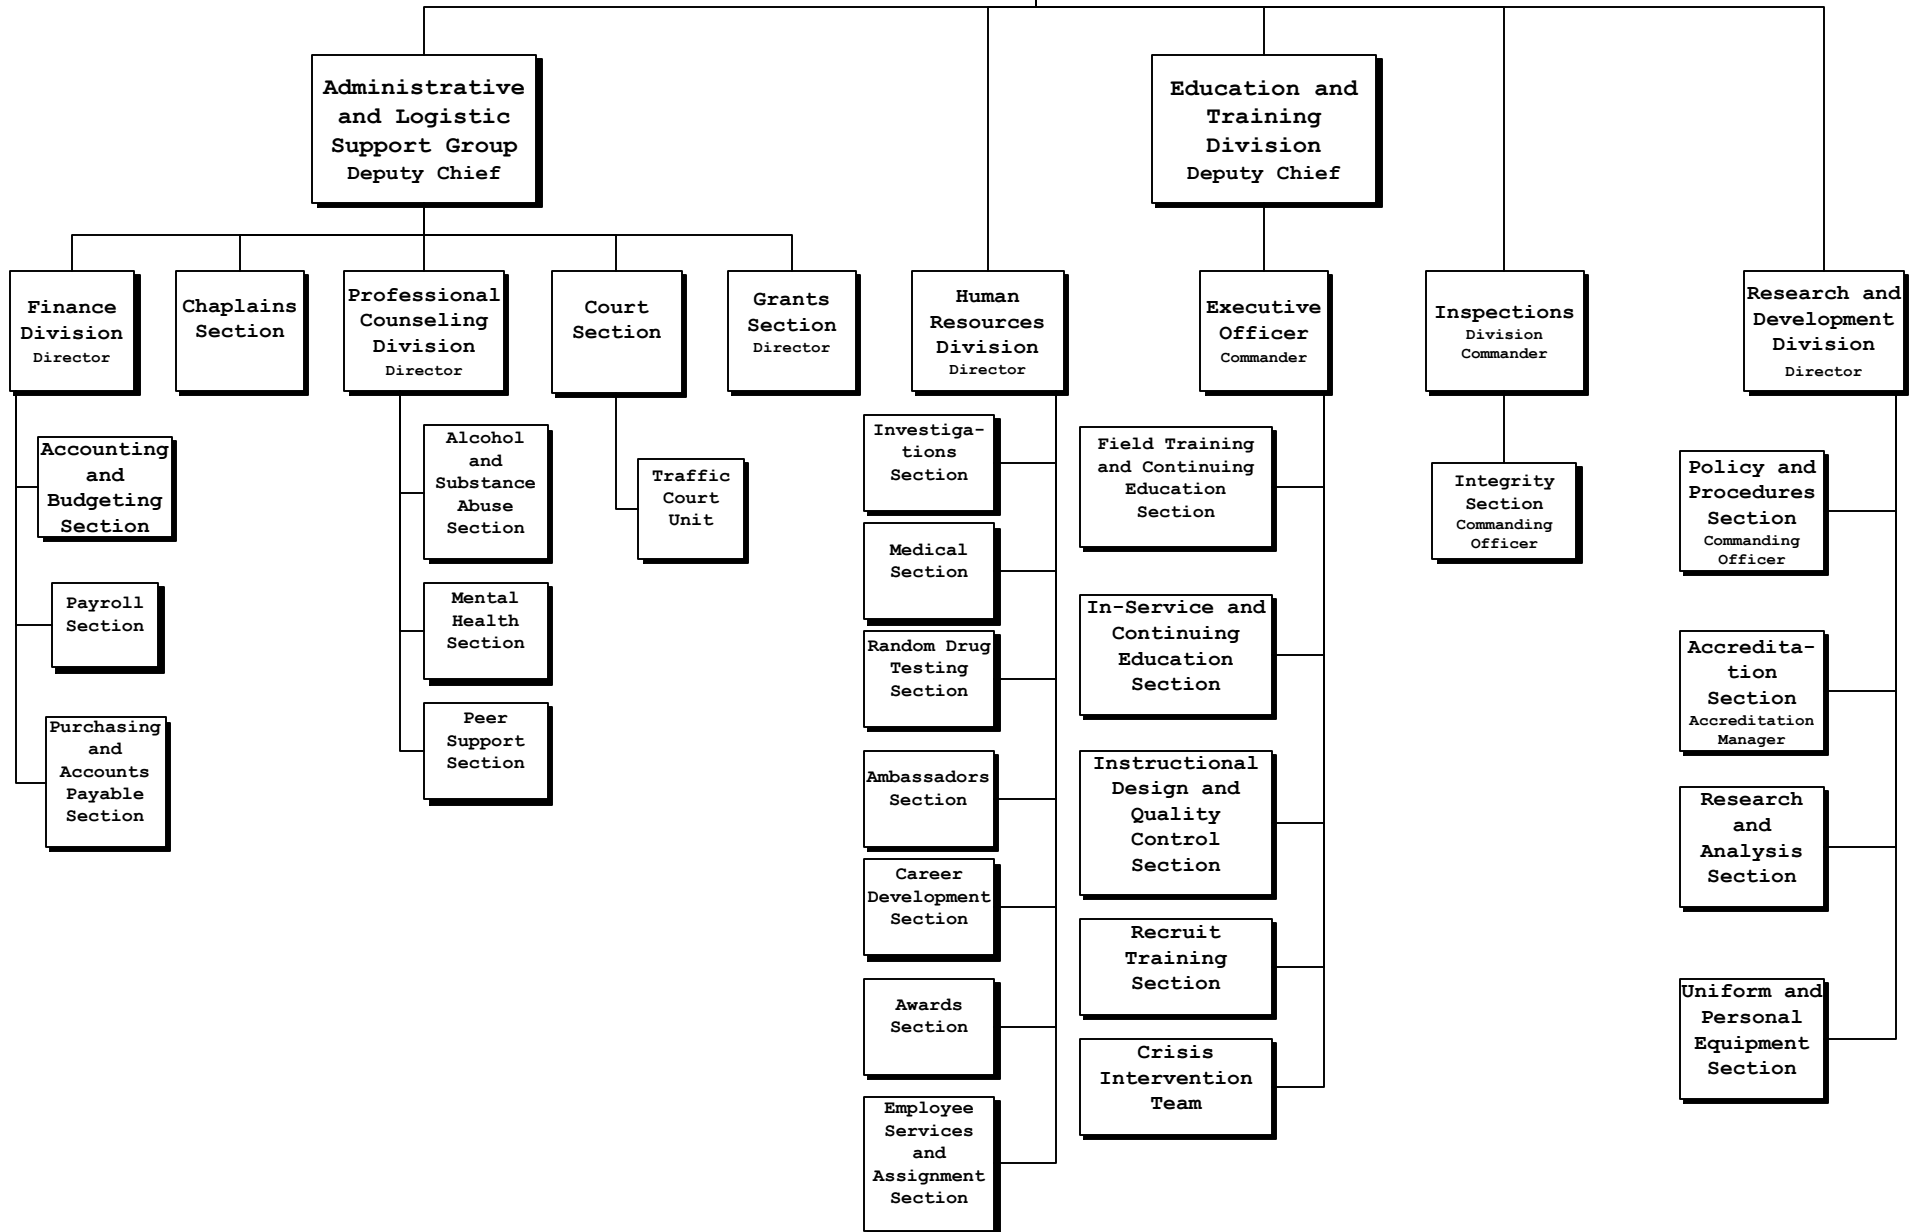 Administrative
and Logistic
Support Group
Deputy Chief
Education and
Training
Division
Deputy Chief
Finance
Division
Director
Chaplains
Section
Professional
Counseling
Division
Director
Court
Section
Grants
Section
Director
Human
Resources
Division
Director
Executive
Officer
Commander
Inspections
Division
Commander
Research and
Development
Division
Director
Accounting
and
Budgeting
Section
Payroll
Section
Purchasing
and
Accounts
Payable
Section
Alcohol
and
Substance
Abuse
Section
Mental
Health
Section
Peer
Support
Section
Traffic
Court
Unit
Investiga-
tions
Section
Medical
Section
Random Drug
Testing
Section
Ambassadors
Section
Career
Development
Section
Awards
Section
Employee
Services
and
Assignment
Section
Field Training
and Continuing
Education
Section
In-Service and
Continuing
Education
Section
Instructional
Design and
Quality
Control
Section
Recruit
Training
Section
Crisis
Intervention
Team
Integrity
Section
Commanding
Officer
Policy and
Procedures
Section
Commanding
Officer
Accredita-
tion
Section
Accreditation
Manager
Research
and
Analysis
Section
Uniform and
Personal
Equipment
Section